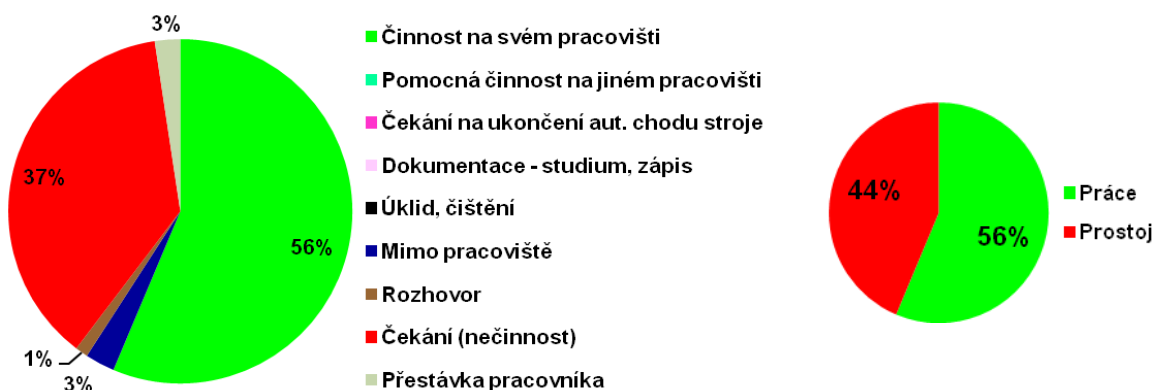 3%
37%
56%
1%
3%
Činnost na svém pracovišti
Pomocná činnost na jiném pracovišti
Čekání na ukončení aut. chodu stroje
Dokumentace - studium, zápis
Úklid, čištění
Mimo pracoviště
Rozhovor
Čekání (nečinnost)
Přestávka pracovníka
44%
56%
Práce
Prostoj